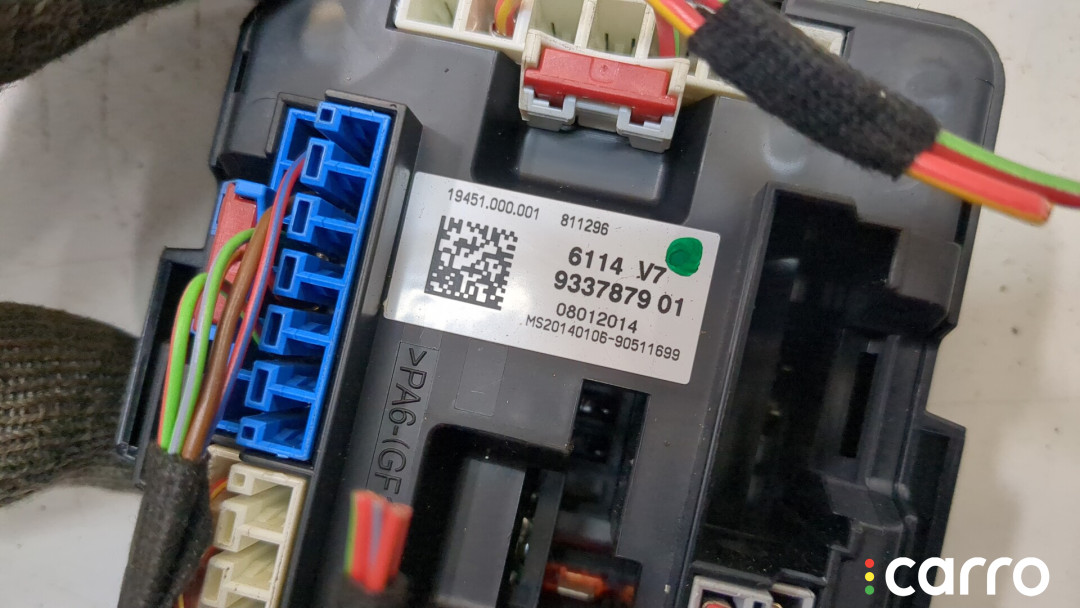 19451.000.001 811296
6114 V7
9337879 01
08012014
MS20140106-90511699
>PA6-(GF
carro